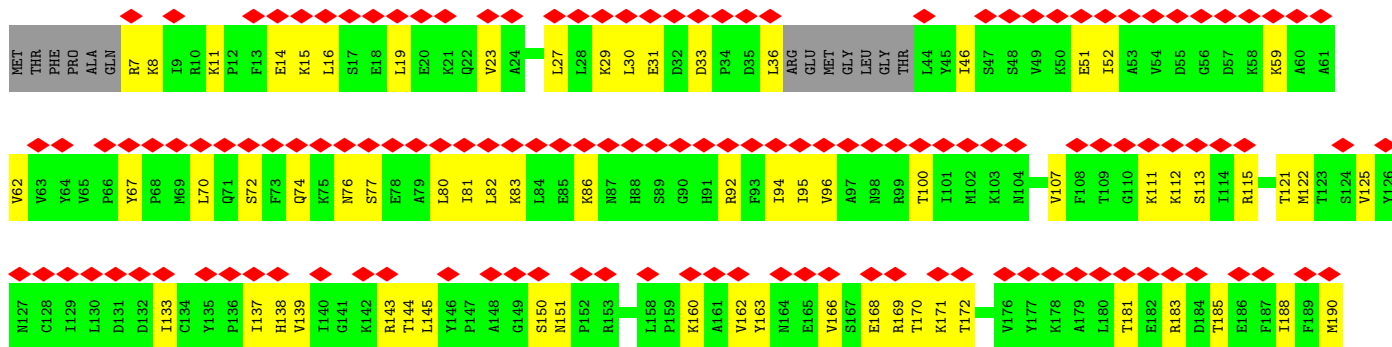 MET THR PHE PRO ALA GLN R7 K8 I9 R10 K11 P12 F13 E14 K15 L16 S17 E18 L19 E20 K21 Q22 V23 A24 L27 L28 K29 L30 E31 D32 D33 P34 D35 L36 ARG GLU MET GLY LEU GLY THR L44 Y45 I46 S47 S48 V49 K50 E51 I52 A53 V54 D55 G56 D57 K58 K59 A60 A61
V62 V63 Y64 V65 P66 Y67 P68 M69 L70 Q71 S72 F73 Q74 K75 N76 S77 E78 A79 L80 I81 L82 K83 L84 E85 K86 N87 H88 S89 G90 H91 R92 F93 I94 I95 V96 A97 N98 R99 T100 I101 M102 K103 N104 V107 F108 T109 G110 K111 K112 S113 I114 R115 T121 M122 T123 S124 V125 Y126
N127 C128 I129 L130 D131 D132 I133 C134 Y135 P136 I137 H138 V139 I140 G141 K142 R143 T144 L145 Y146 P147 A148 G149 S150 N151 P152 R153 L158 P159 K160 A161 V162 Y163 N164 E165 V166 S167 E168 R169 T170 K171 T172 V176 Y177 K178 A179 L180 T181 E182 R183 D184 T185 E186 F187 I188 F189 M190